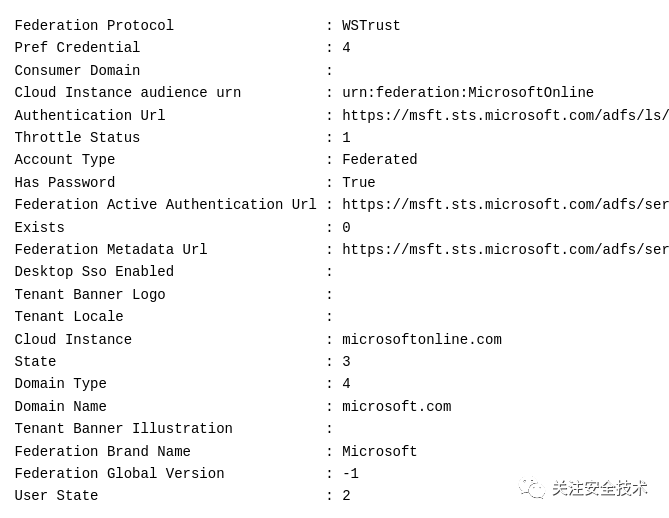 Federation Protocol : WSTrust
Pref Credential : 4
Consumer Domain :
Cloud Instance audience urn : urn:federation:MicrosoftOnline
Authentication Url : https://msft.sts.microsoft.com/adfs/ls/
Throttle Status : 1
Account Type : Federated
Has Password : True
Federation Active Authentication Url : https://msft.sts.microsoft.com/adfs/ser
Exists : 0
Federation Metadata Url : https://msft.sts.microsoft.com/adfs/ser
Desktop Sso Enabled :
Tenant Banner Logo :
Tenant Locale :
Cloud Instance : microsoftonline.com
State : 3
Domain Type : 4
Domain Name : microsoft.com
Tenant Banner Illustration :
Federation Brand Name : Microsoft
Federation Global Version : -1
User State : 2
关注安全技术